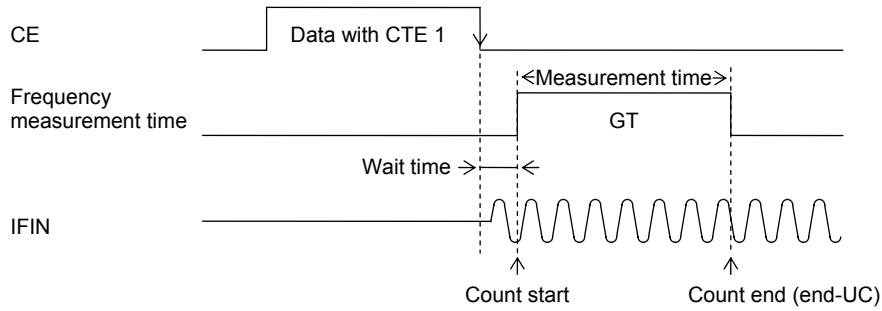 CE
Data with CTE 1
Measurement time
Frequency
measurement time
GT
Wait time
IFIN
Count start
Count end (end-UC)